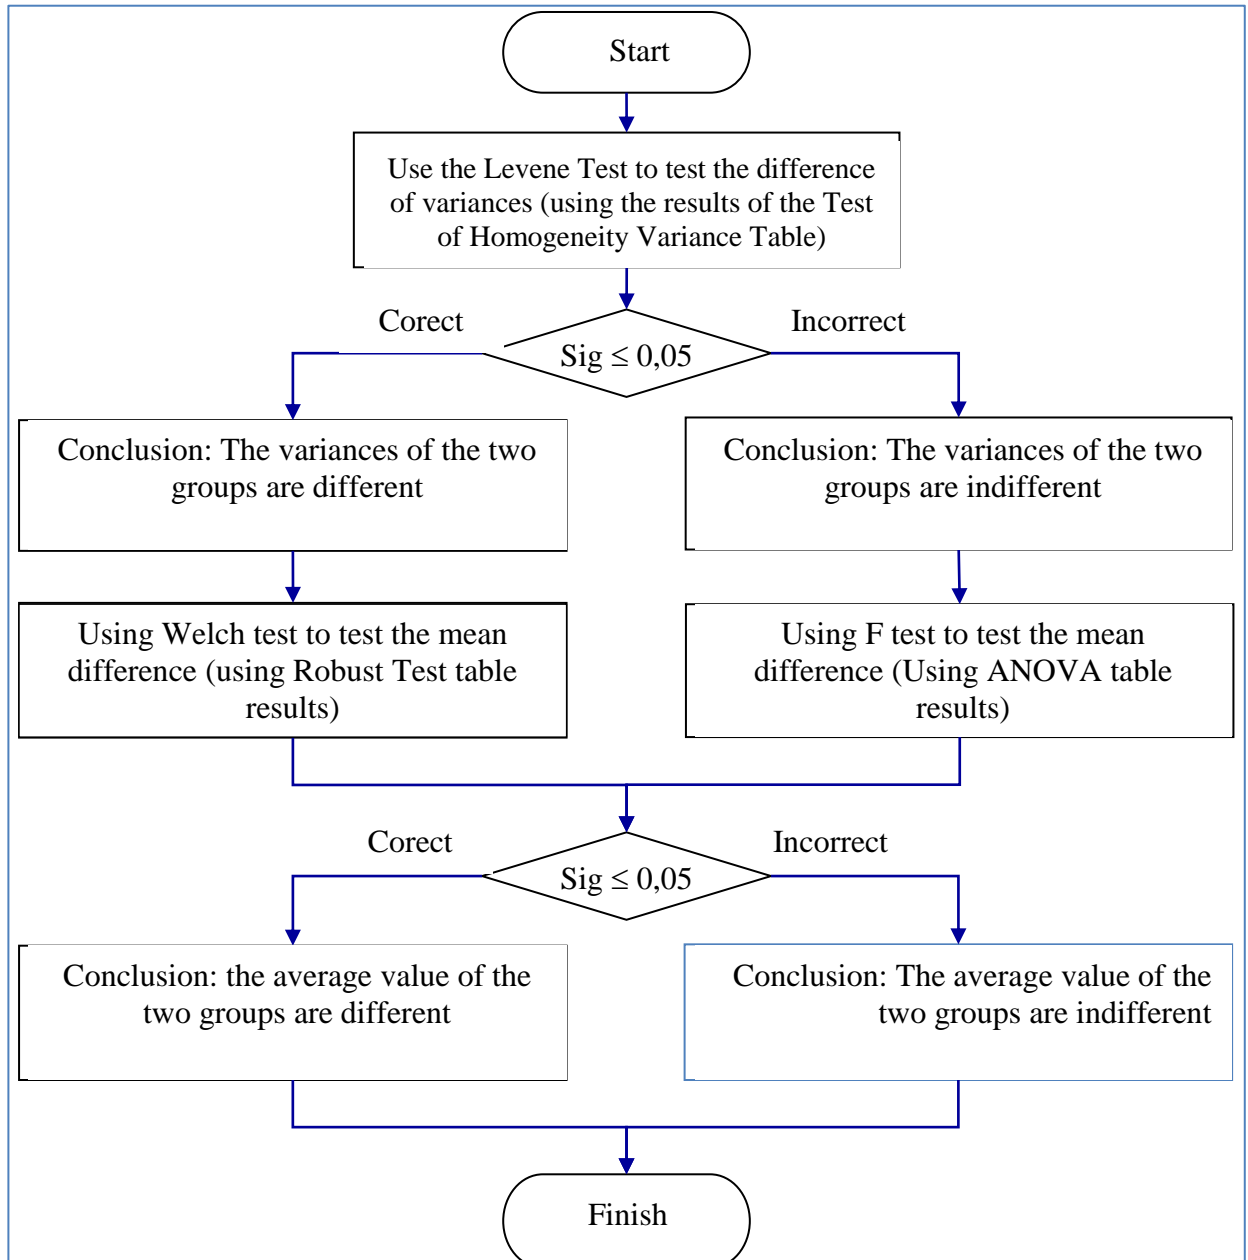 Start
Use the Levene Test to test the difference
of variances (using the results of the Test
of Homogeneity Variance Table)
Corect
Incorrect
Sig ≤ 0,05
Conclusion: The variances of the two
groups are different
Conclusion: The variances of the two
groups are indifferent
Using Welch test to test the mean
difference (using Robust Test table
results)
Using F test to test the mean
difference (Using ANOVA table
results)
Corect
Incorrect
Sig ≤ 0,05
Conclusion: the average value of the
two groups are different
Conclusion: The average value of the
two groups are indifferent
Finish